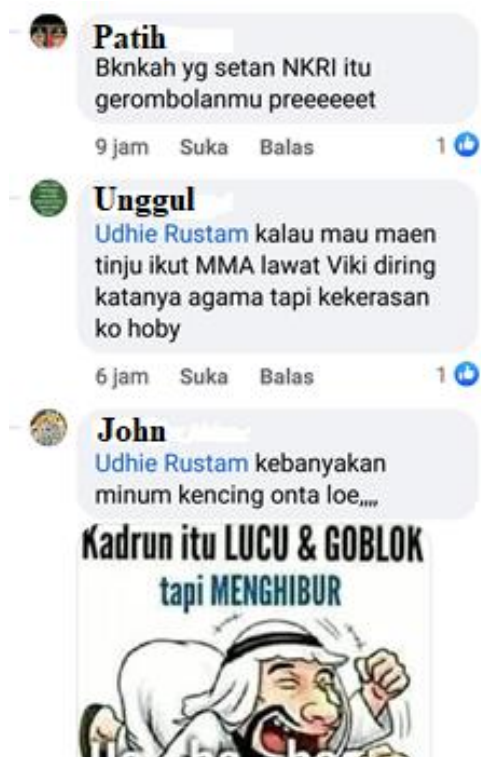 Patih
Bknkah yg setan NKRI itu
gerombolanmu preeeeeet
9 jam Suka Balas 1
Unggul
Udhie Rustam kalau mau maen
tinju ikut MMA lawat Viki diring
katanya agama tapi kekerasan
ko hoby
6 jam Suka Balas 1
John
Udhie Rustam kebanyakan
minum kencing onta loe,,,,
Kadrun itu LUCU & GOBLOK
tapi MENGHIBUR